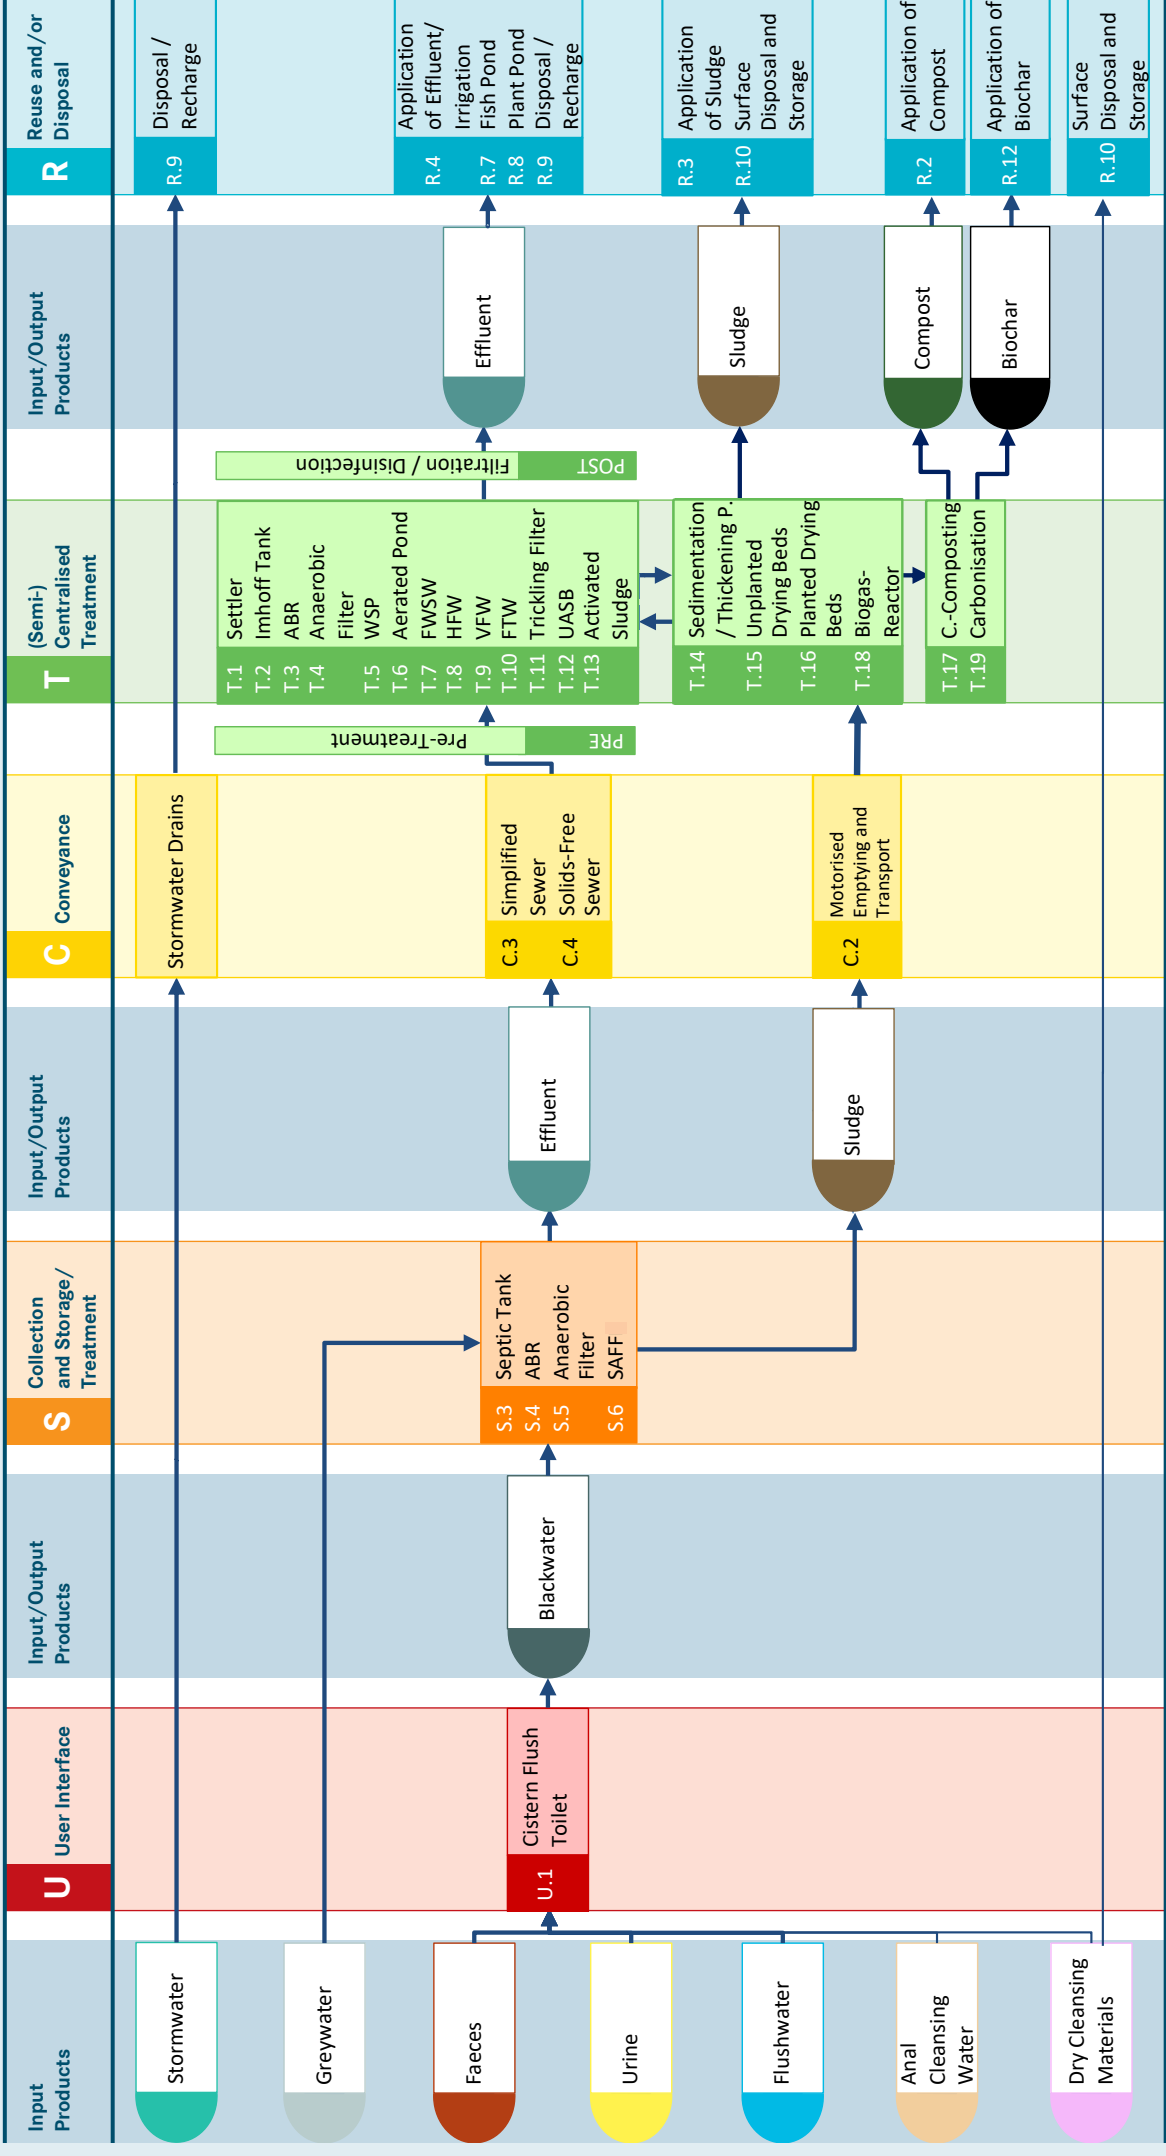 Input
Products
U
User Interface
Input/Output
Products
S
Collection
and Storage/
Treatment
Input/Output
Products
C
Conveyance
T
(Semi-)
Centralised
Treatment
Input/Output
Products
R
Reuse and/or
Disposal
Stormwater
Stormwater Drains
R.9
Disposal /
Recharge
Greywater
Faeces
Urine
Flushwater
Anal
Cleansing
Water
Dry Cleansing
Materials
U.1
Cistern Flush
Toilet
Blackwater
S.3 Septic Tank
S.4 ABR
S.5 Anaerobic
Filter
S.6 SAFF
Effluent
Sludge
C.3 Simplified
Sewer
C.4 Solids-Free
Sewer
C.2
Motorised
Emptying and
Transport
PRE
Pre-Treatment
T.1 Settler
T.2 Imhoff Tank
T.3 ABR
T.4 Anaerobic
Filter
T.5 WSP
T.6 Aerated Pond
T.7 FWSW
T.8 HFW
T.9 VFW
T.10 FTW
T.11 Trickling Filter
T.12 UASB
T.13 Activated
Sludge
T.14 Sedimentation
/ Thickening P.
T.15 Unplanted
Drying Beds
T.16 Planted Drying
Beds
T.18 Biogas-
Reactor
T.17 C.-Composting
T.19 Carbonisation
POST
Filtration / Disinfection
Effluent
Sludge
Compost
Biochar
R.4 Application
of Effluent/
Irrigation
R.7 Fish Pond
R.8 Plant Pond
R.9 Disposal /
Recharge
R.3 Application
of Sludge
R.10 Surface
Disposal and
Storage
R.2
Application of
Compost
R.12
Application of
Biochar
R.10
Surface
Disposal and
Storage